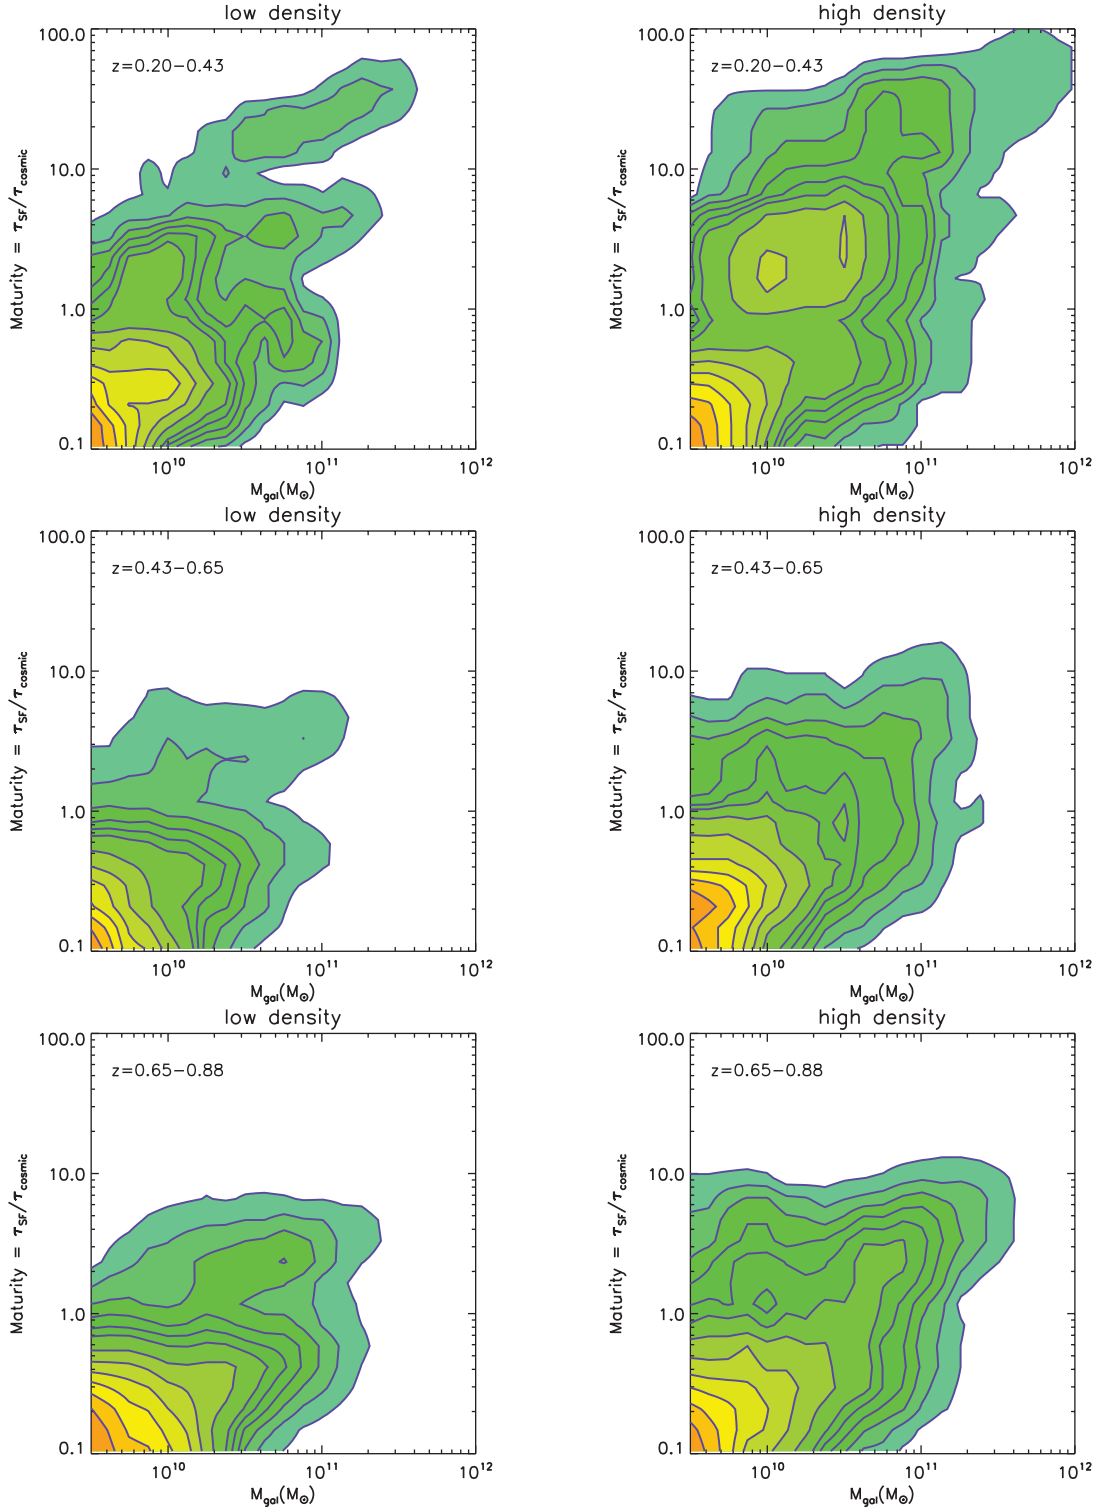 low density
100.0
z=0.20−0.43
10.0
1.0
0.1
Maturity = τSF/τcosmic
10^10 10^11 10^12
Mgal(M⊙)
high density
100.0
z=0.20−0.43
10.0
1.0
0.1
Maturity = τSF/τcosmic
10^10 10^11 10^12
Mgal(M⊙)
low density
100.0
z=0.43−0.65
10.0
1.0
0.1
Maturity = τSF/τcosmic
10^10 10^11 10^12
Mgal(M⊙)
high density
100.0
z=0.43−0.65
10.0
1.0
0.1
Maturity = τSF/τcosmic
10^10 10^11 10^12
Mgal(M⊙)
low density
100.0
z=0.65−0.88
10.0
1.0
0.1
Maturity = τSF/τcosmic
10^10 10^11 10^12
Mgal(M⊙)
high density
100.0
z=0.65−0.88
10.0
1.0
0.1
Maturity = τSF/τcosmic
10^10 10^11 10^12
Mgal(M⊙)